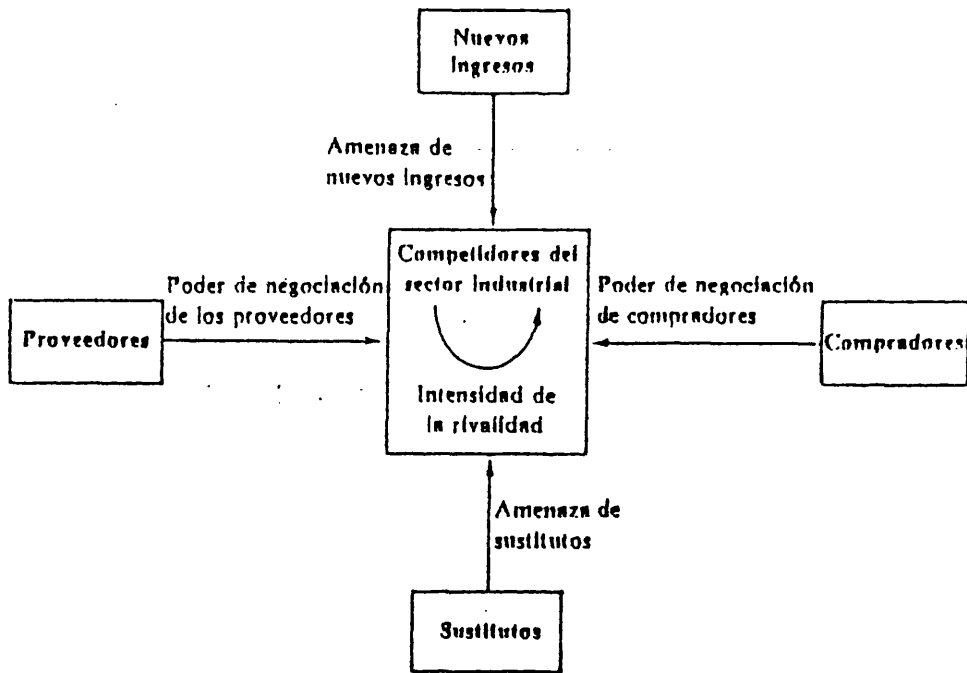 Nuevos
Ingresos
Amenaza de
nuevos Ingresos
Competidores del
sector Industrial
Poder de negociación
de los proveedores
Poder de negociación
de compradores
Proveedores
Compradores
Intensidad de
la rivalidad
Amenaza de
sustitutos
Sustitutos